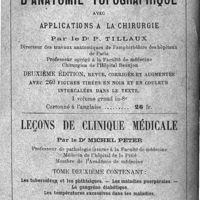 D'ANATOMIE TOPOGRAPHIQUE
AVEC
APPLICATIONS A LA CHIRURGIE
Par le Dr P. TILLAUX
Directeur des travaux anatomiques de l'amphithéâtre des hôpitaux
de Paris
Professeur agrégé à la Faculté de médecine
Chirurgien de l'Hôpital Beaujon
DEUXIÈME ÉDITION, REVUE, CORRIGÉE ET AUGMENTÉE
AVEC 260 FIGURES TIRÉES EN NOIR ET EN COULEURS
INTERCALÉES DANS LE TEXTE.
1 volume grand in-8°
Cartonné à l'anglaise 26 fr.
LEÇONS DE CLINIQUE MÉDICALE
Par le Dr MICHEL PETER
Professeur de pathologie interne à la Faculté de médecine
Médecin de l'hôpital de la Pitié
Membre de l'Académie de médecine
TOME DEUXIÈME CONTENANT:
Les tuberculeux et les phthisiques. — Les maladies puerpérales —
La gangrène diabétique.
Les températures excessives dans les maladies.